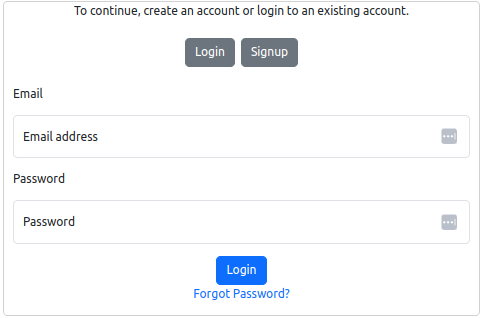 To continue, create an account or login to an existing account.
Login Signup
Email
Email address
Password
Password
Login
Forgot Password?